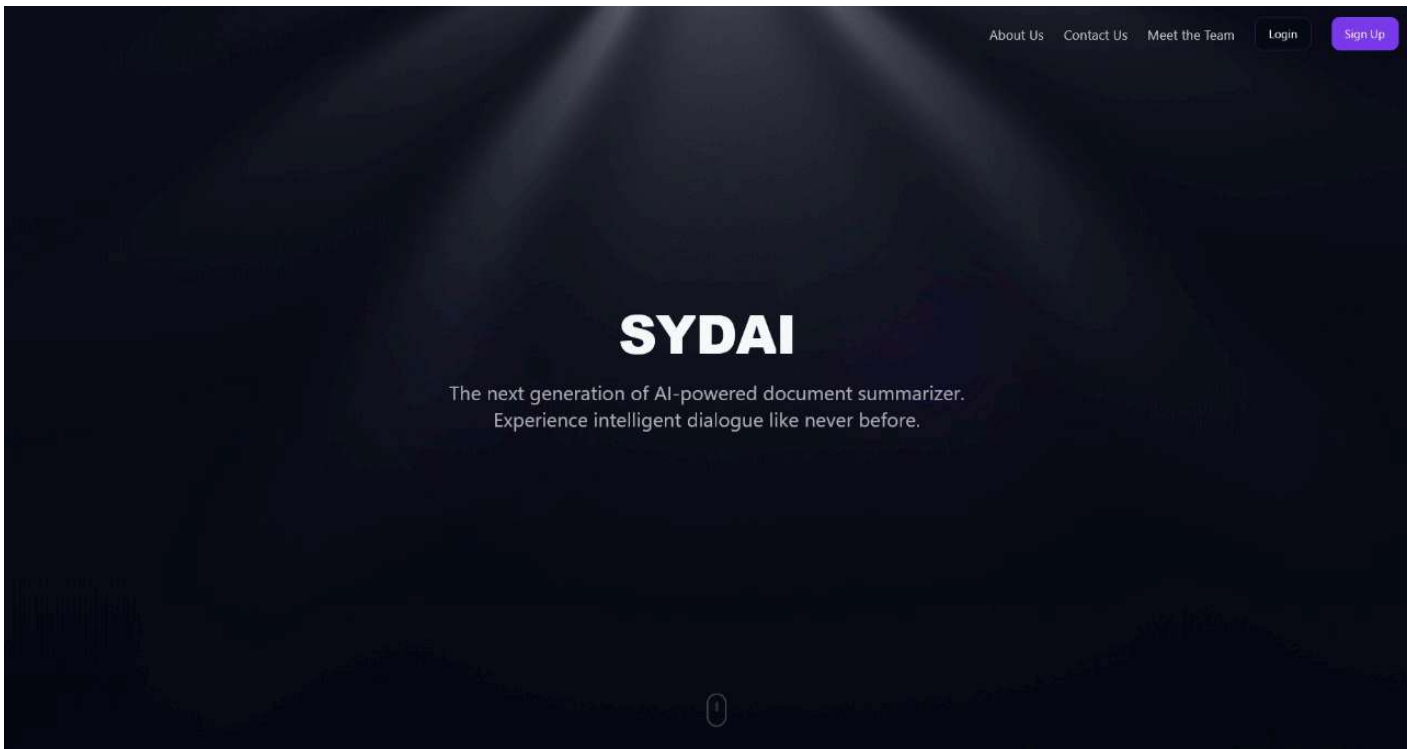 About Us Contact Us Meet the Team Login Sign Up
SYDAI
The next generation of AI-powered document summarizer.
Experience intelligent dialogue like never before.